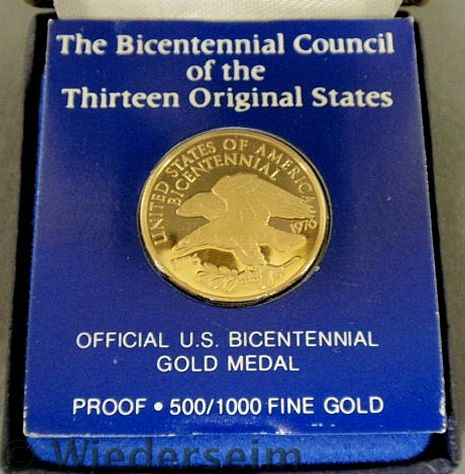 The Bicentennial Council
of the
Thirteen Original States
UNITED STATES OF AMERICA
BICENTENNIAL
1976
OFFICIAL U.S. BICENTENNIAL
GOLD MEDAL
PROOF • 500/1000 FINE GOLD
© Wiederseim